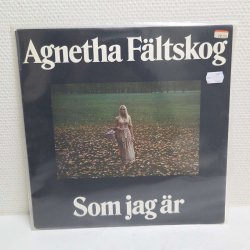 Agnetha Fältskog
Som jag är